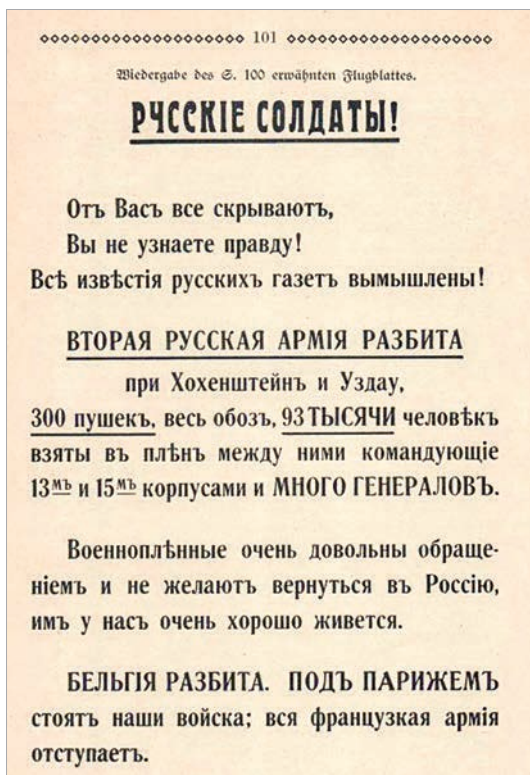 101
Wiedergabe des S. 100 erwähnten Flugblattes.
РУССКІЕ СОЛДАТЫ!
Отъ Васъ все скрываютъ,
Вы не узнаете правду!
Всѣ извѣстія русскихъ газетъ вымышлены!
ВТОРАЯ РУССКАЯ АРМІЯ РАЗБИТА
при Хохенштейнъ и Уздау,
300 пушекъ, весь обозъ, 93 ТЫСЯЧИ человѣкъ
взяты въ плѣнъ между ними командующіе
13мъ и 15мъ корпусами и МНОГО ГЕНЕРАЛОВЪ.
Военноплѣнные очень довольны обраще-
ніемъ и не желаютъ вернуться въ Россію,
имъ у насъ очень хорошо живется.
БЕЛЬГІЯ РАЗБИТА. ПОДЪ ПАРИЖЕМЪ
стоятъ наши войска; вся французкая армія
отступаетъ.